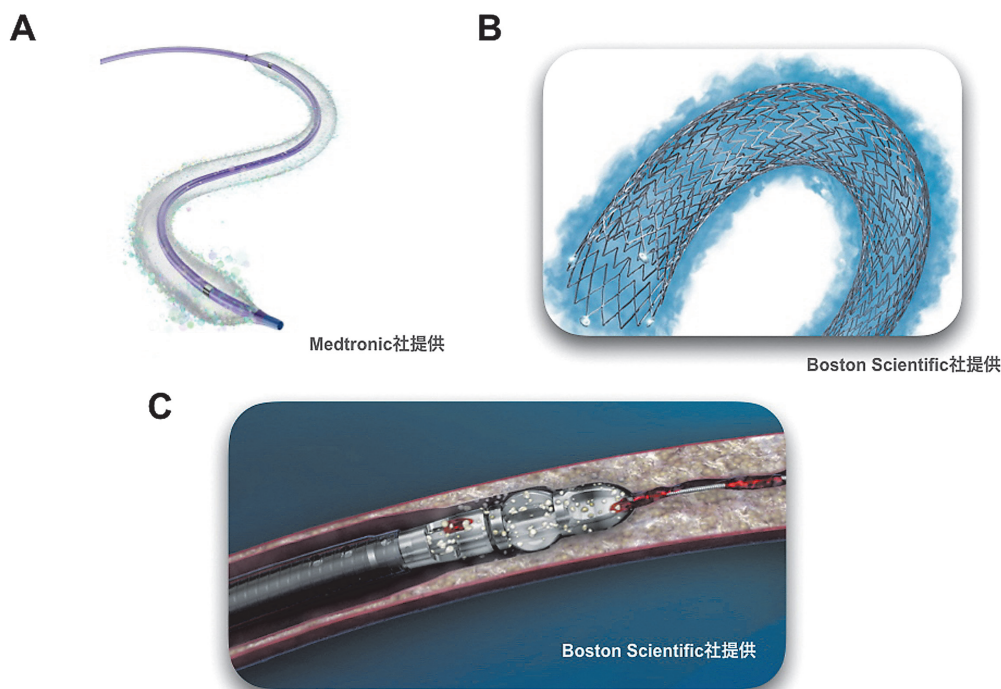 A
B
Medtronic社提供
Boston Scientific社提供
C
Boston Scientific社提供